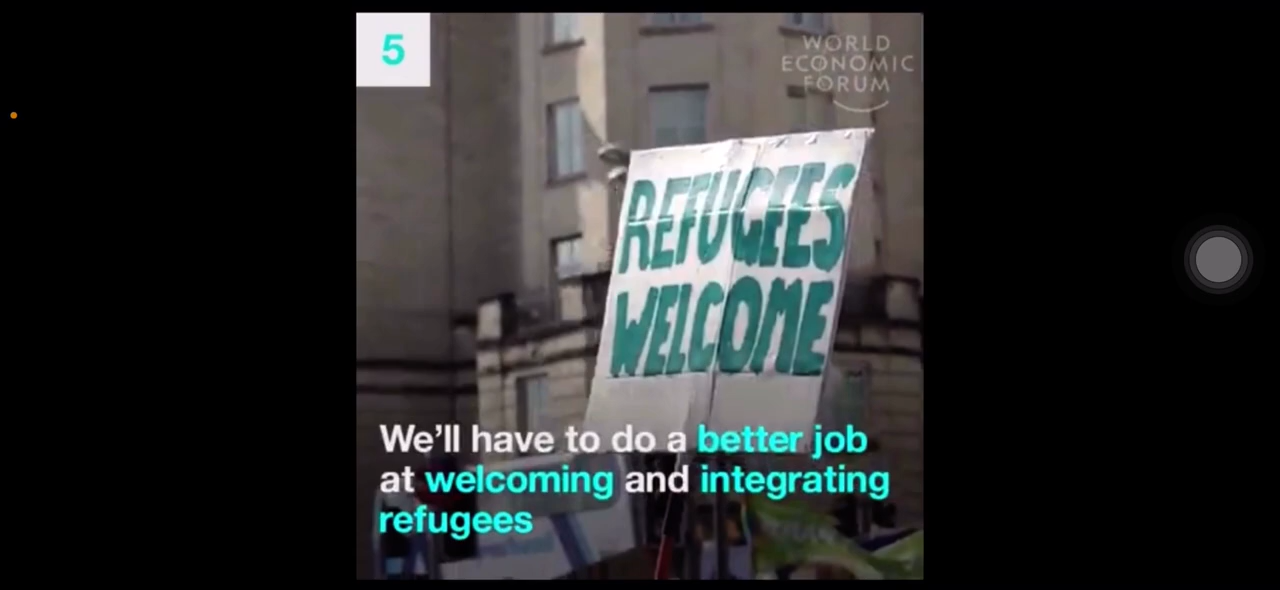 5
WORLD
ECONOMIC
FORUM
REFUGEES
WELCOME
We'll have to do a better job
at welcoming and integrating
refugees